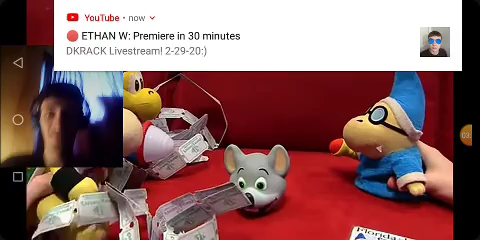 YouTube • now
ETHAN W: Premiere in 30 minutes
DKRACK Livestream! 2-29-20:)